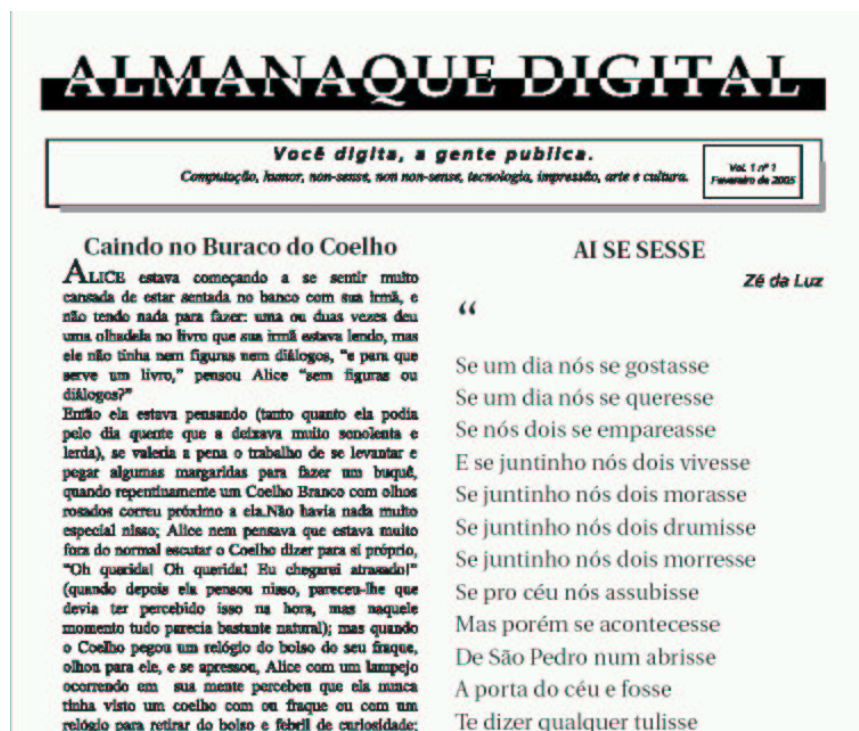 ALMANAQUE DIGITAL
Você digita, a gente publica.
Computação, humor, non-sense, non non-sense, tecnologia, impressão, arte e cultura.
Vol. 1 nº 1
Fevereiro de 2005
Caindo no Buraco do Coelho
ALICE estava começando a se sentir muito
cansada de estar sentada no banco com sua irmã, e
não tendo nada para fazer: uma ou duas vezes deu
uma olhadela no livro que sua irmã estava lendo, mas
ele não tinha nem figuras nem diálogos, "e para que
serve um livro," pensou Alice "sem figuras ou
diálogos?"
Então ela estava pensando (tanto quanto ela podia
pelo dia quente que a deixava muito sonolenta e
lerda), se valeria a pena o trabalho de se levantar e
pegar algumas margaridas para fazer um buquê,
quando repentinamente um Coelho Branco com olhos
rosados correu próximo a ela.Não havia nada muito
especial nisso; Alice nem pensava que estava muito
fora do normal escutar o Coelho dizer para si próprio,
"Oh querida! Oh querida! Eu chegarei atrasado!"
(quando depois ela pensou nisso, pareceu-lhe que
devia ter percebido isso na hora, mas naquele
momento tudo parecia bastante natural); mas quando
o Coelho pegou um relógio do bolso do seu fraque,
olhou para ele, e se apressou, Alice com um lampejo
ocorrendo em sua mente percebeu que ela nunca
tinha visto um coelho com ou fraque ou com um
relógio para retirar do bolso e febril de curiosidade;
AI SE SESSE
Zé da Luz
“
Se um dia nós se gostasse
Se um dia nós se queresse
Se nós dois se empareasse
E se juntinho nós dois vivesse
Se juntinho nós dois morasse
Se juntinho nós dois drumisse
Se juntinho nós dois morresse
Se pro céu nós assubisse
Mas porém se acontecesse
De São Pedro num abrisse
A porta do céu e fosse
Te dizer qualquer tulisse